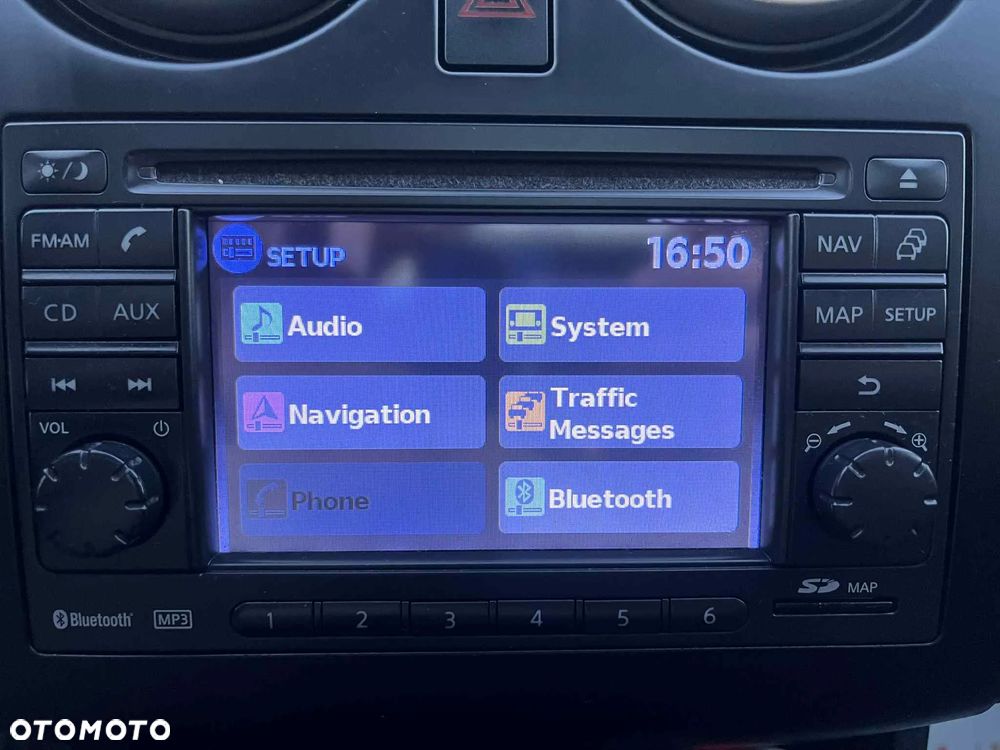 FM·AM
CD
AUX
VOL
SETUP
16:50
Audio
System
Navigation
Traffic
Messages
Phone
Bluetooth
NAV
MAP
SETUP
Bluetooth
MP3
1
2
3
4
5
6
SD
MAP
OTOMOTO